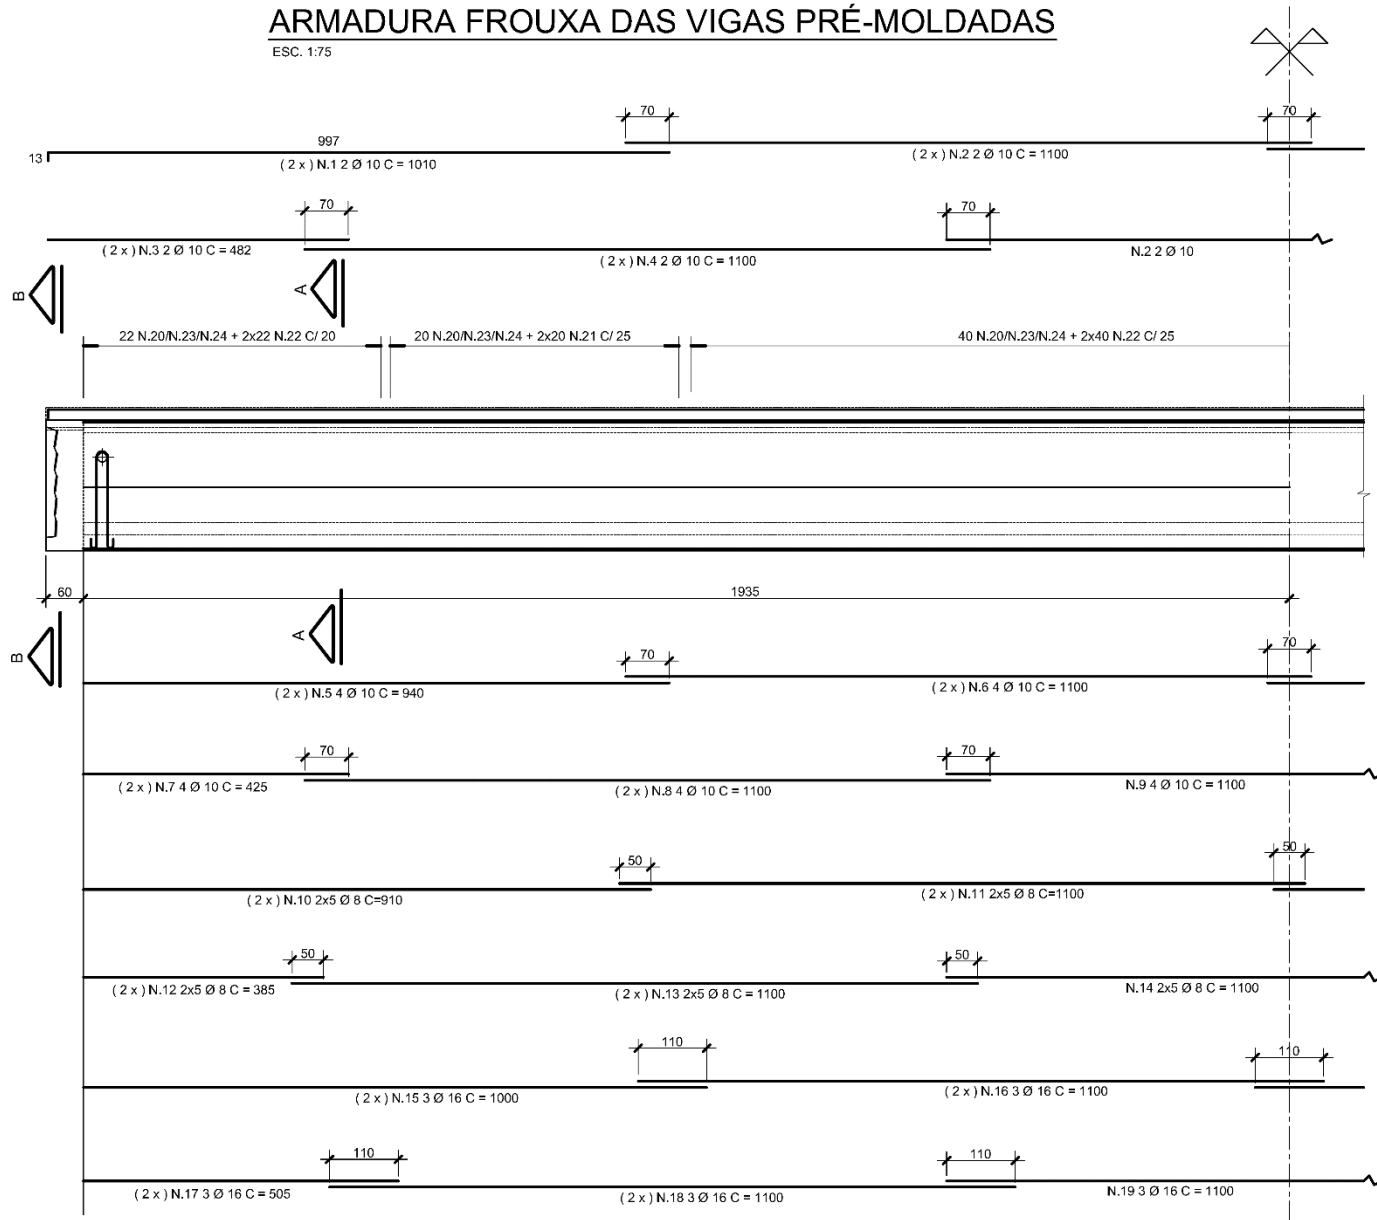 ARMADURA FROUXA DAS VIGAS PRÉ-MOLDADAS
ESC. 1:75
70
70
997
13
( 2 x ) N.1 2 Ø 10 C = 1010
( 2 x ) N.2 2 Ø 10 C = 1100
70
70
( 2 x ) N.3 2 Ø 10 C = 482
( 2 x ) N.4 2 Ø 10 C = 1100
N.2 2 Ø 10
B
A
22 N.20/N.23/N.24 + 2x22 N.22 C/ 20
20 N.20/N.23/N.24 + 2x20 N.21 C/ 25
40 N.20/N.23/N.24 + 2x40 N.22 C/ 25
60
1935
B
A
70
70
( 2 x ) N.5 4 Ø 10 C = 940
( 2 x ) N.6 4 Ø 10 C = 1100
70
70
( 2 x ) N.7 4 Ø 10 C = 425
( 2 x ) N.8 4 Ø 10 C = 1100
N.9 4 Ø 10 C = 1100
50
50
( 2 x ) N.10 2x5 Ø 8 C=910
( 2 x ) N.11 2x5 Ø 8 C=1100
50
50
( 2 x ) N.12 2x5 Ø 8 C = 385
( 2 x ) N.13 2x5 Ø 8 C = 1100
N.14 2x5 Ø 8 C = 1100
110
110
( 2 x ) N.15 3 Ø 16 C = 1000
( 2 x ) N.16 3 Ø 16 C = 1100
110
110
( 2 x ) N.17 3 Ø 16 C = 505
( 2 x ) N.18 3 Ø 16 C = 1100
N.19 3 Ø 16 C = 1100